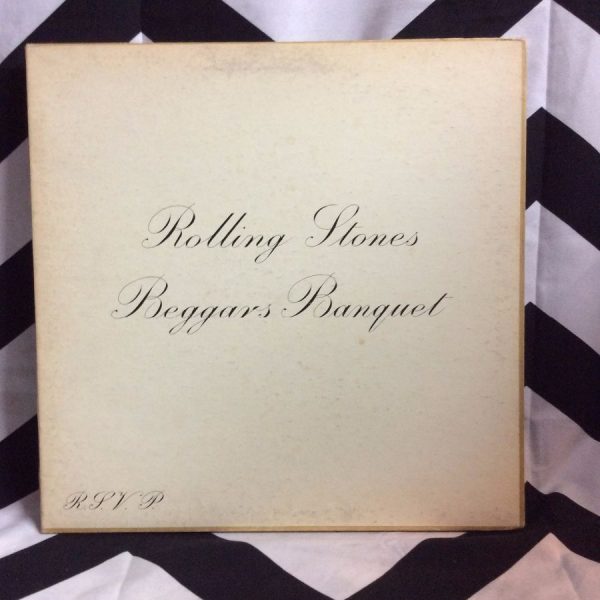 Rolling Stones
Beggars Banquet
R.S.V.P